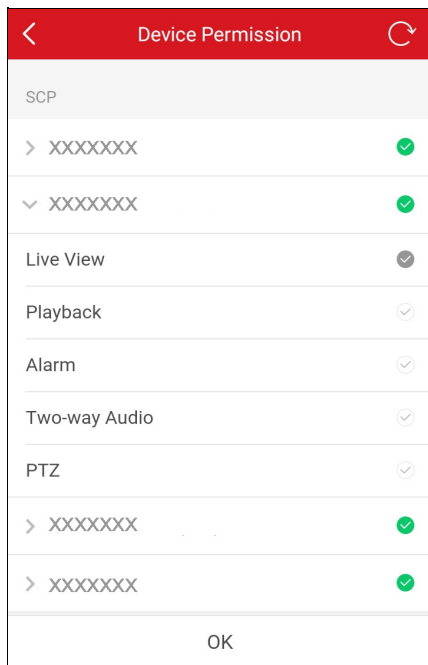 Device Permission
SCP
XXXXXXX
XXXXXXX
Live View
Playback
Alarm
Two-way Audio
PTZ
XXXXXXX
XXXXXXX
OK